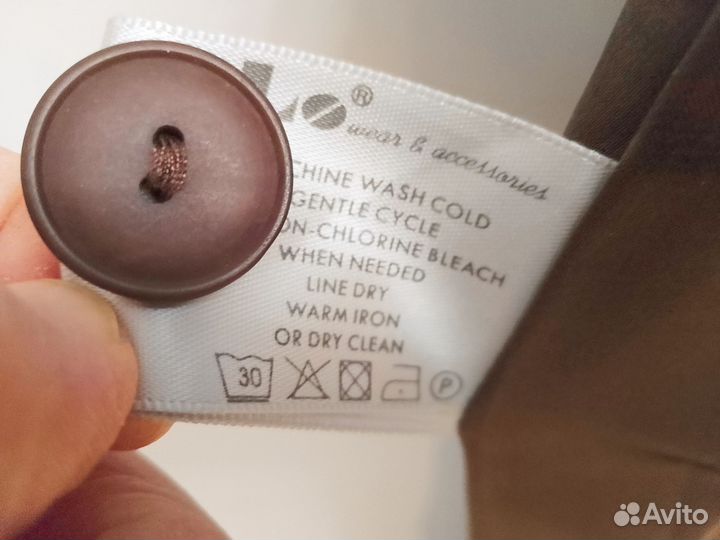 Lo®
wear & accessories
CHINE WASH COLD
GENTLE CYCLE
ON-CHLORINE BLEACH
WHEN NEEDED
LINE DRY
WARM IRON
OR DRY CLEAN
30 P
Avito